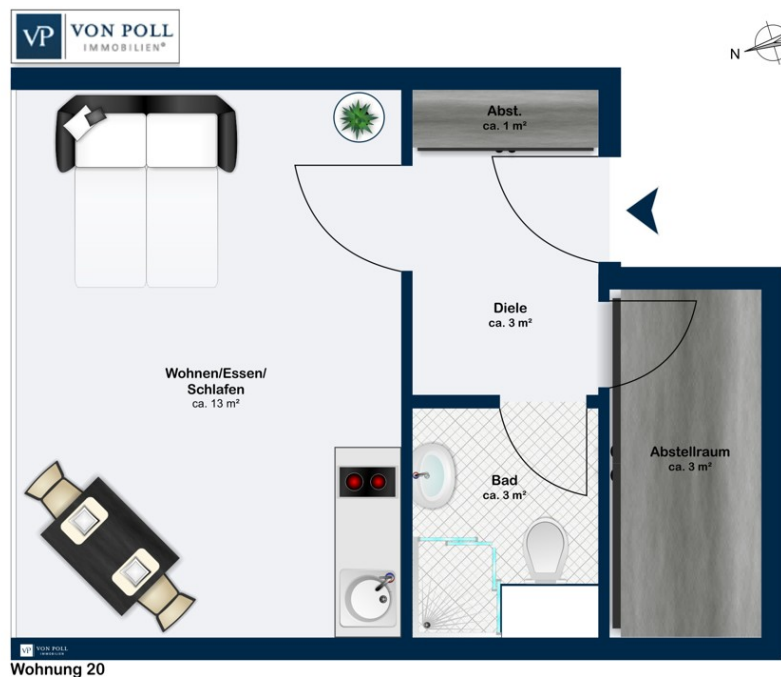 VP VON POLL
IMMOBILIEN®
N
Abst.
ca. 1 m²
Diele
ca. 3 m²
Wohnen/Essen/
Schlafen
ca. 13 m²
Bad
ca. 3 m²
Abstellraum
ca. 3 m²
VP VON POLL
IMMOBILIEN
Wohnung 20